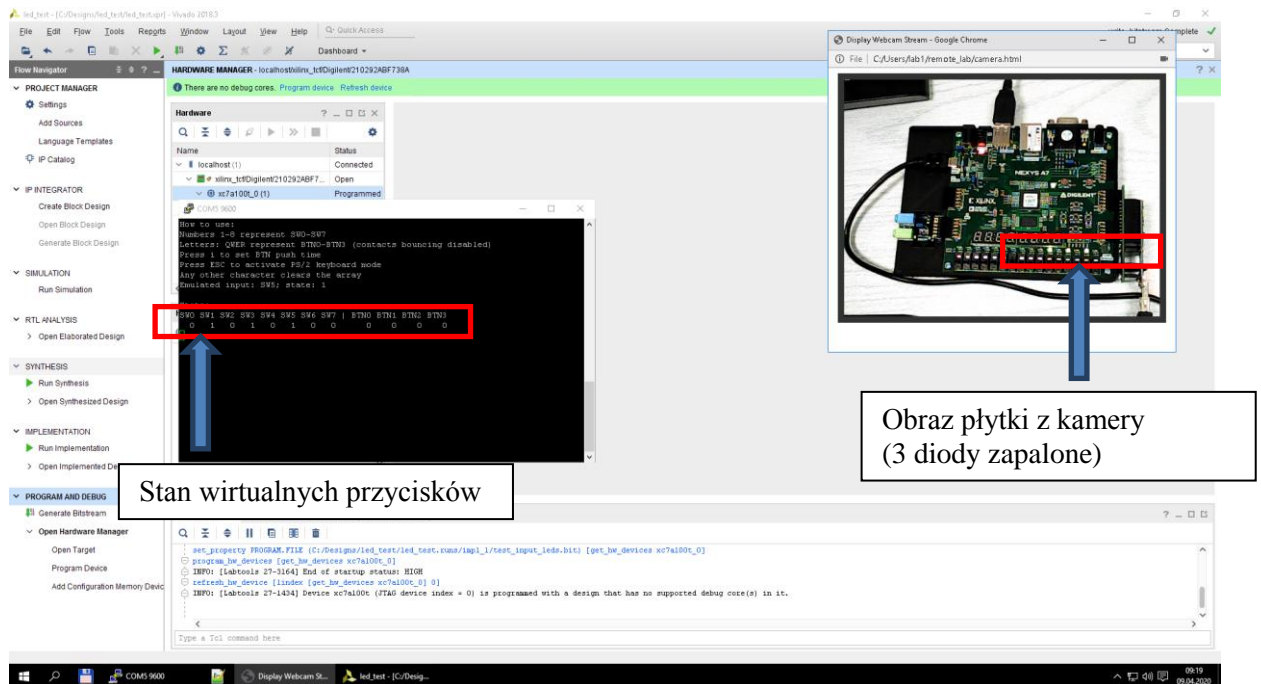 led_test - [C:/Designs/led_test/led_test.xpr] - Vivado 2018.3
File Edit Flow Tools Reports Window Layout View Help Quick Access
Dashboard
Flow Navigator
HARDWARE MANAGER - localhost/xilinx_tcf/Digilent/210292ABF738A
There are no debug cores. Program device Refresh device
PROJECT MANAGER
Settings
Add Sources
Language Templates
IP Catalog
IP INTEGRATOR
Create Block Design
Open Block Design
Generate Block Design
SIMULATION
Run Simulation
RTL ANALYSIS
Open Elaborated Design
SYNTHESIS
Run Synthesis
Open Synthesized Design
IMPLEMENTATION
Run Implementation
Open Implemented De
PROGRAM AND DEBUG
Generate Bitstream
Open Hardware Manager
Open Target
Program Device
Add Configuration Memory Devic
Hardware
Name Status
localhost (1) Connected
xilinx_tcf/Digilent/210292ABF7... Open
xc7a100t_0 (1) Programmed
COM5 9600
How to use:
Numbers 1-8 represent SW0-SW7
Letters: QWER represent BTN0-BTN3 (contacts bouncing disabled)
Press i to set BTN push time
Press ESC to activate PS/2 keyboard mode
Any other character clears the array
Emulated input: SW5; state: 1
SW0 SW1 SW2 SW3 SW4 SW5 SW6 SW7 | BTN0 BTN1 BTN2 BTN3
0 1 0 1 0 1 0 0 0 0 0 0
Display Webcam Stream - Google Chrome
File C:/Users/lab1/remote_lab/camera.html
NEXYS A7
XILINX
DIGILENT
Obraz płytki z kamery
(3 diody zapalone)
Stan wirtualnych przycisków
set_property PROGRAM.FILE {C:/Designs/led_test/led_test.runs/impl_1/test_input_leds.bit} [get_hw_devices xc7a100t_0]
program_hw_devices [get_hw_devices xc7a100t_0]
INFO: [Labtools 27-3164] End of startup status: HIGH
refresh_hw_device [lindex [get_hw_devices xc7a100t_0] 0]
INFO: [Labtools 27-1434] Device xc7a100t (JTAG device index = 0) is programmed with a design that has no supported debug core(s) in it.
Type a Tcl command here
COM5 9600 Display Webcam St... led_test - [C:/Desig...
09:19
09.04.2020